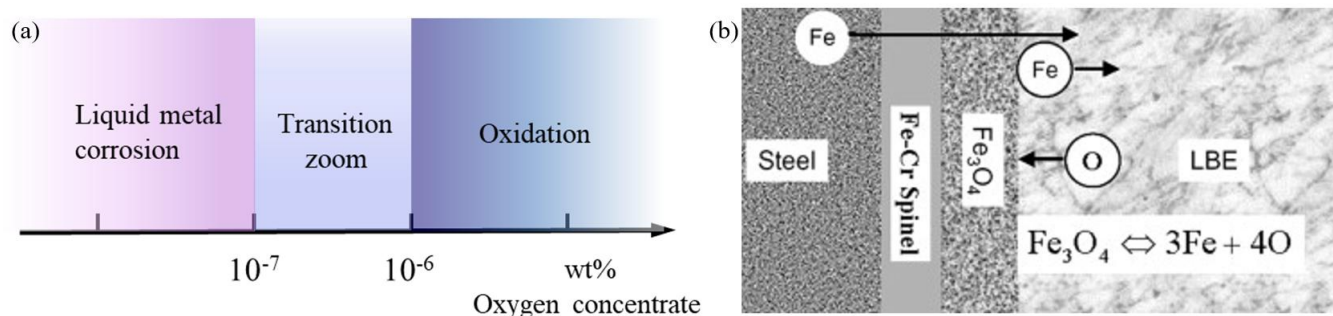 (a)
Liquid metal
corrosion
Transition
zoom
Oxidation
10⁻⁷
10⁻⁶
wt%
Oxygen concentrate
(b)
Fe
Fe
Steel
Fe-Cr Spinel
Fe₃O₄
O
LBE
Fe₃O₄ ⇔ 3Fe + 4O